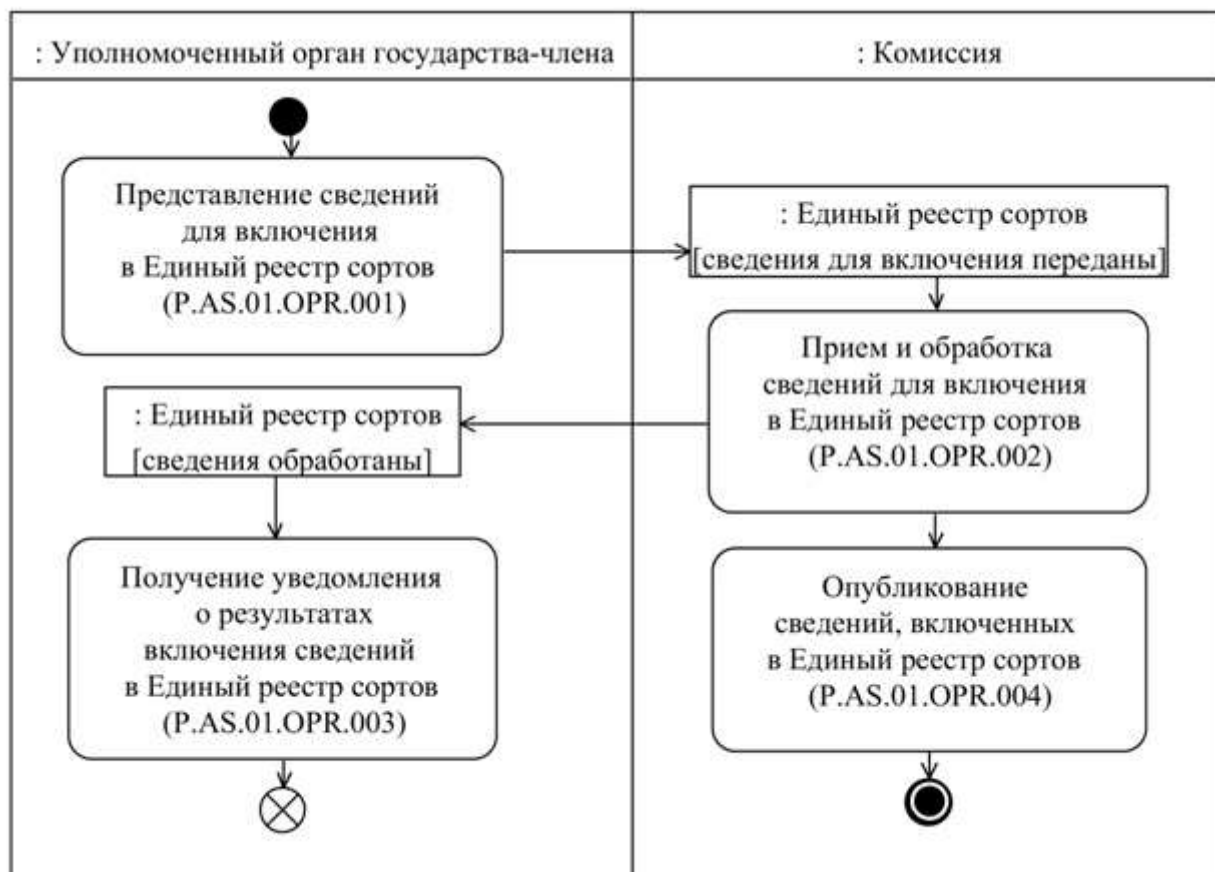 : Уполномоченный орган государства-члена
: Комиссия
Представление сведений
для включения
в Единый реестр сортов
(P.AS.01.OPR.001)
: Единый реестр сортов
[сведения для включения переданы]
Прием и обработка
сведений для включения
в Единый реестр сортов
(P.AS.01.OPR.002)
: Единый реестр сортов
[сведения обработаны]
Получение уведомления
о результатах
включения сведений
в Единый реестр сортов
(P.AS.01.OPR.003)
Опубликование
сведений, включенных
в Единый реестр сортов
(P.AS.01.OPR.004)